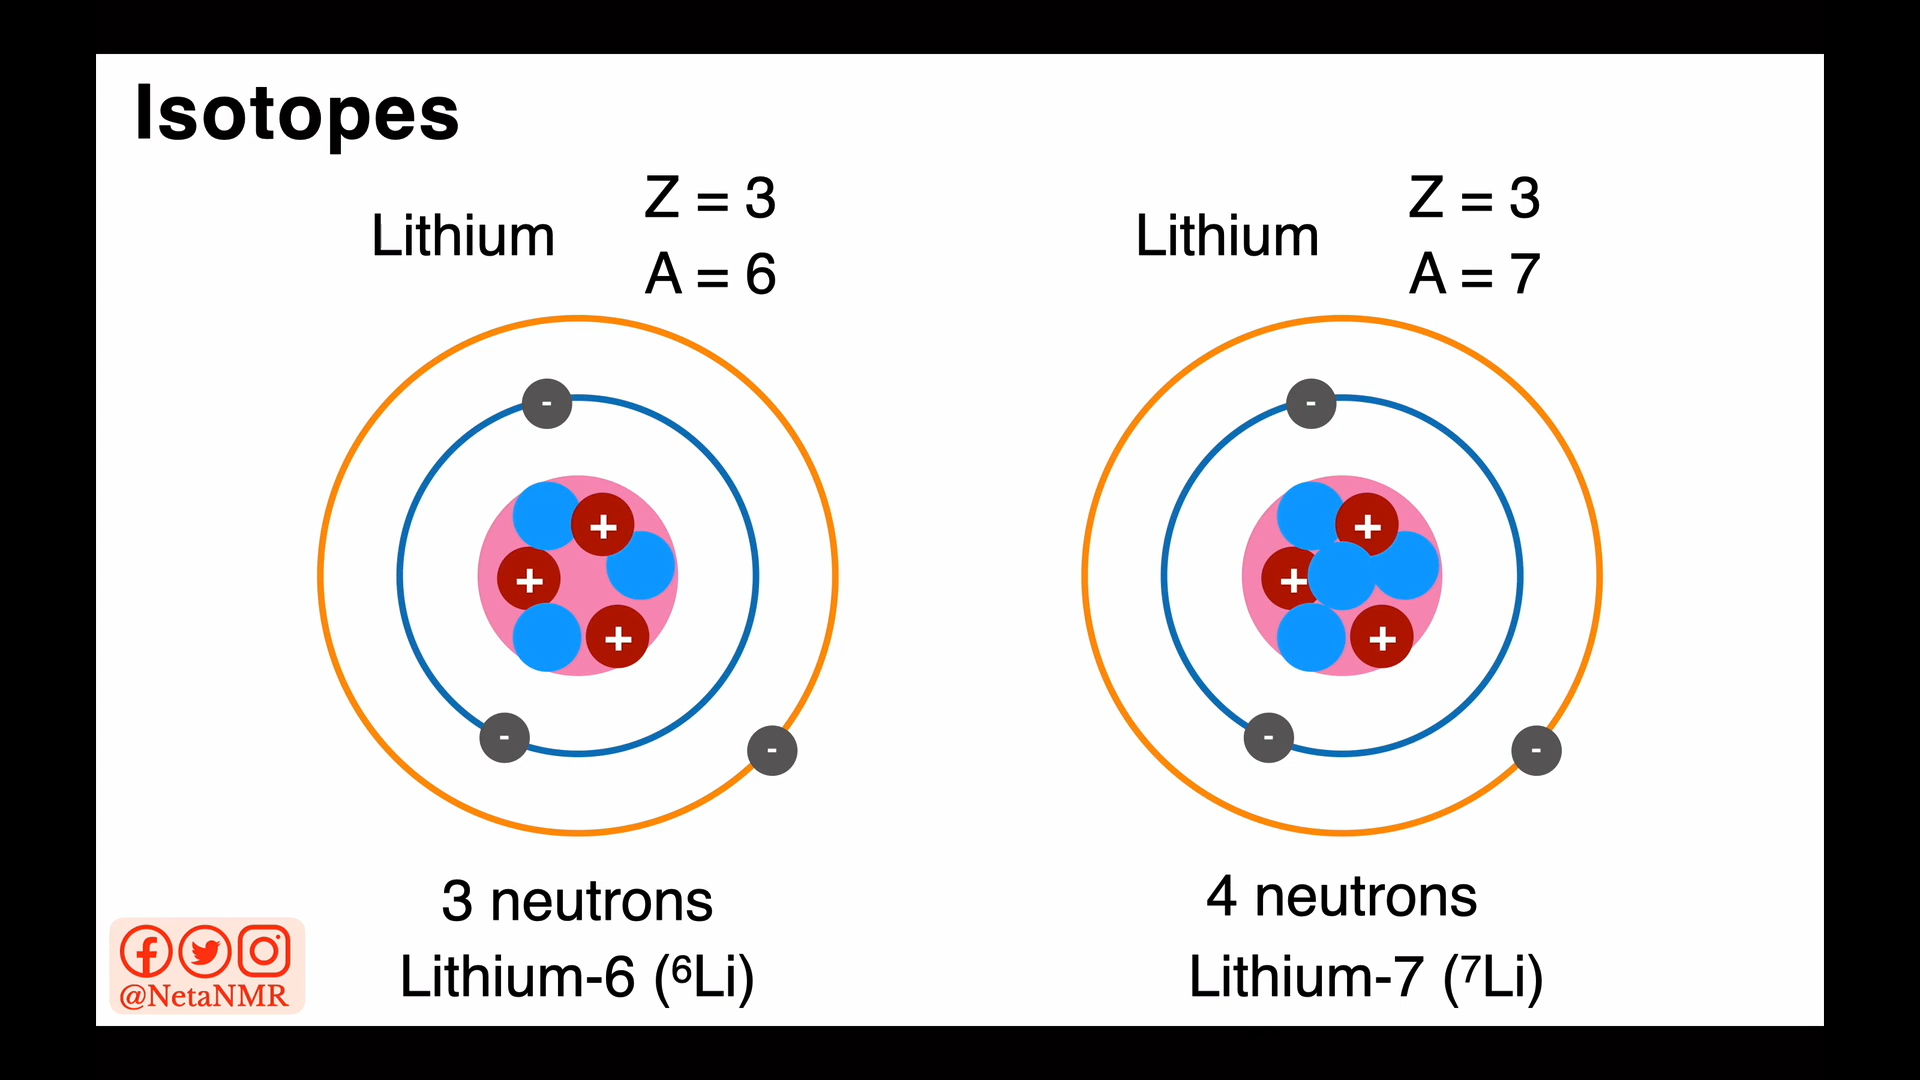 Isotopes
Lithium
Z = 3
A = 6
Lithium
Z = 3
A = 7
-
+
+
+
-
-
-
+
+
+
-
-
3 neutrons
Lithium-6 (⁶Li)
4 neutrons
Lithium-7 (⁷Li)
@NetaNMR